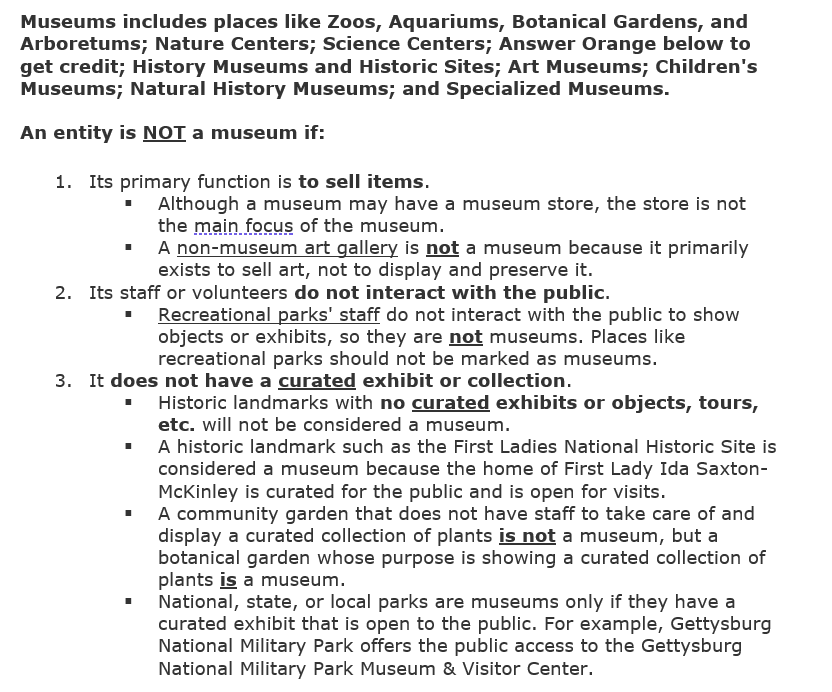 Museums includes places like Zoos, Aquariums, Botanical Gardens, and
Arboretums; Nature Centers; Science Centers; Answer Orange below to
get credit; History Museums and Historic Sites; Art Museums; Children's
Museums; Natural History Museums; and Specialized Museums.
An entity is NOT a museum if:
1. Its primary function is to sell items.
▪ Although a museum may have a museum store, the store is not
the main focus of the museum.
▪ A non-museum art gallery is not a museum because it primarily
exists to sell art, not to display and preserve it.
2. Its staff or volunteers do not interact with the public.
▪ Recreational parks' staff do not interact with the public to show
objects or exhibits, so they are not museums. Places like
recreational parks should not be marked as museums.
3. It does not have a curated exhibit or collection.
▪ Historic landmarks with no curated exhibits or objects, tours,
etc. will not be considered a museum.
▪ A historic landmark such as the First Ladies National Historic Site is
considered a museum because the home of First Lady Ida Saxton-
McKinley is curated for the public and is open for visits.
▪ A community garden that does not have staff to take care of and
display a curated collection of plants is not a museum, but a
botanical garden whose purpose is showing a curated collection of
plants is a museum.
▪ National, state, or local parks are museums only if they have a
curated exhibit that is open to the public. For example, Gettysburg
National Military Park offers the public access to the Gettysburg
National Military Park Museum & Visitor Center.